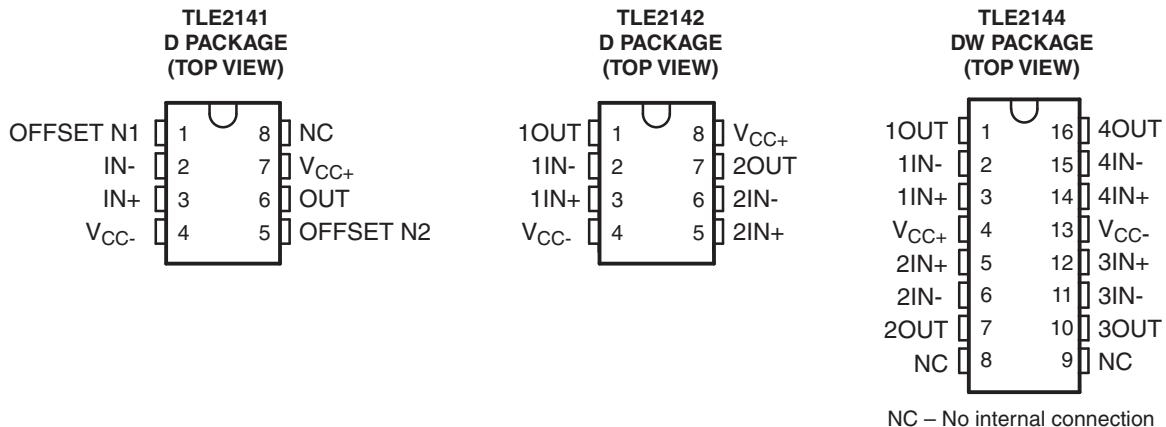 TLE2141
D PACKAGE
(TOP VIEW)
OFFSET N1 1 8 NC
IN- 2 7 VCC+
IN+ 3 6 OUT
VCC- 4 5 OFFSET N2
TLE2142
D PACKAGE
(TOP VIEW)
1OUT 1 8 VCC+
1IN- 2 7 2OUT
1IN+ 3 6 2IN-
VCC- 4 5 2IN+
TLE2144
DW PACKAGE
(TOP VIEW)
1OUT 1 16 4OUT
1IN- 2 15 4IN-
1IN+ 3 14 4IN+
VCC+ 4 13 VCC-
2IN+ 5 12 3IN+
2IN- 6 11 3IN-
2OUT 7 10 3OUT
NC 8 9 NC
NC – No internal connection